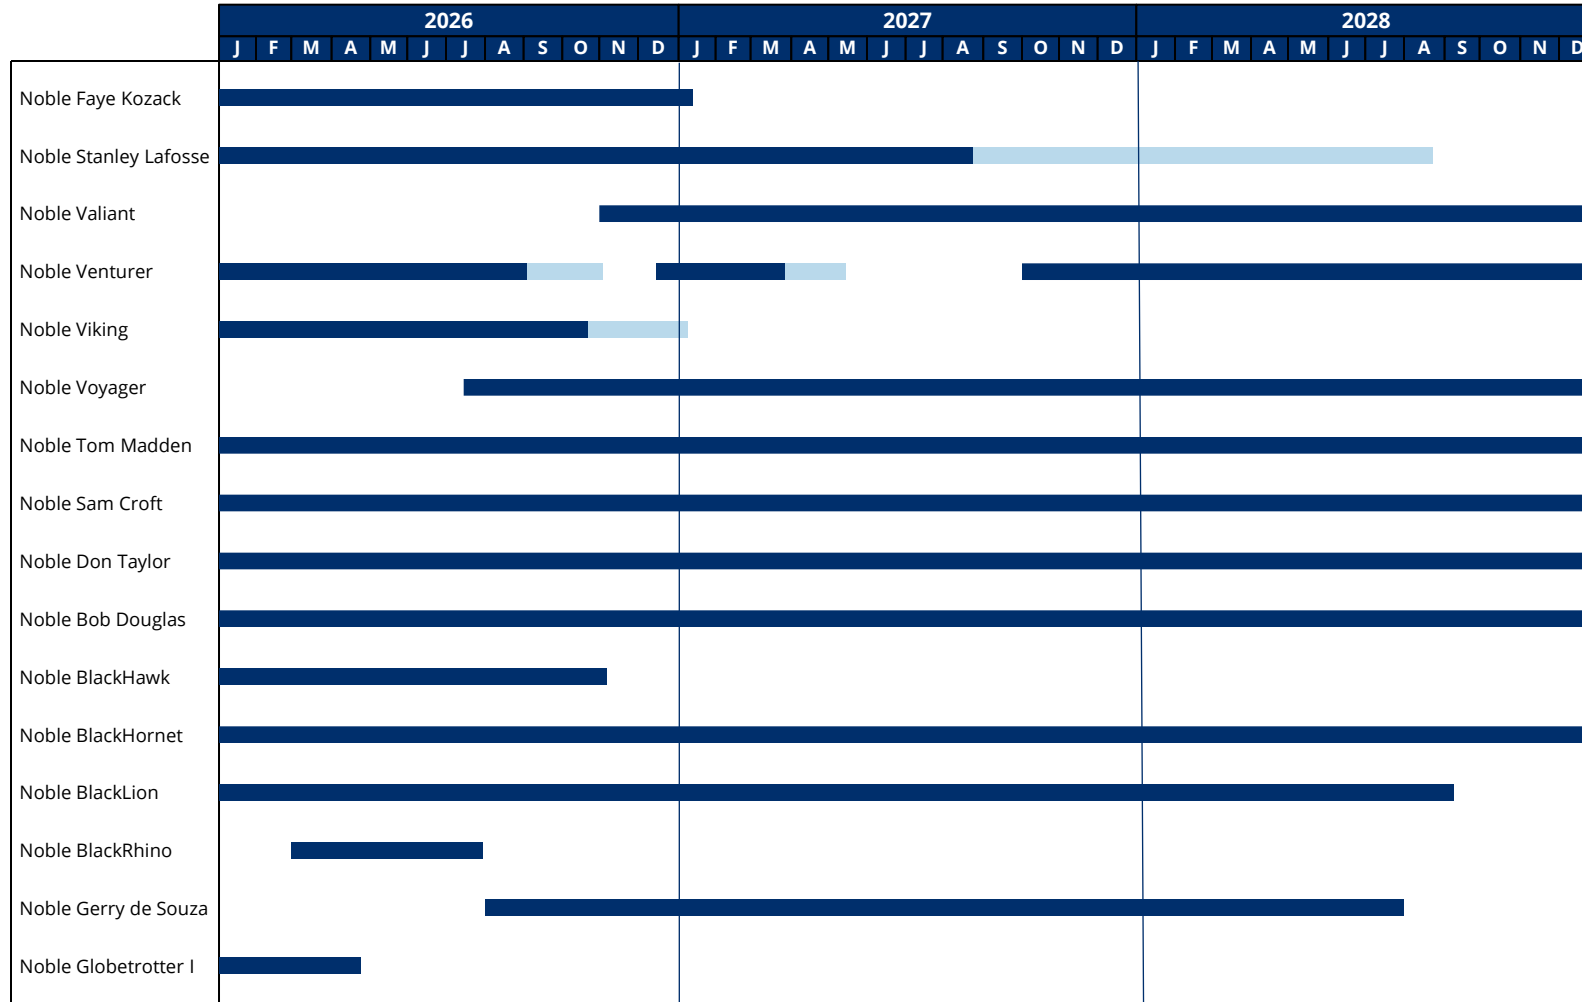 2026 2027 2028
J F M A M J J A S O N D J F M A M J J A S O N D J F M A M J J A S O N D
Noble Faye Kozack
Noble Stanley Lafosse
Noble Valiant
Noble Venturer
Noble Viking
Noble Voyager
Noble Tom Madden
Noble Sam Croft
Noble Don Taylor
Noble Bob Douglas
Noble BlackHawk
Noble BlackHornet
Noble BlackLion
Noble BlackRhino
Noble Gerry de Souza
Noble Globetrotter I